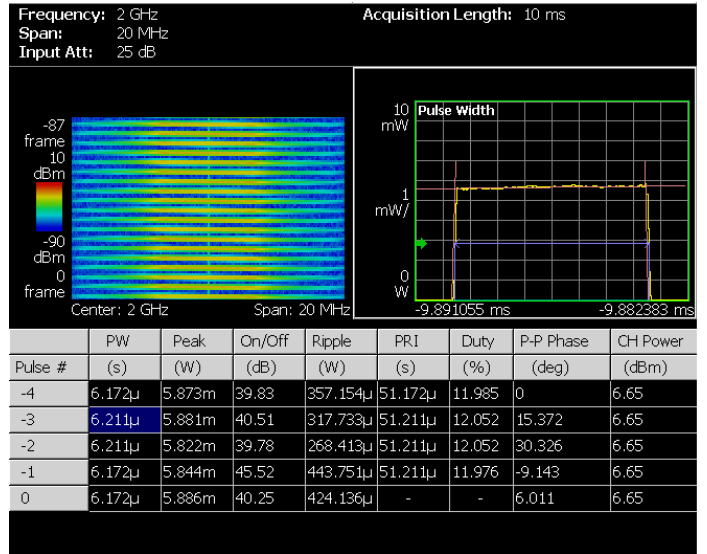 Frequency: 2 GHz
Acquisition Length: 10 ms
Span: 20 MHz
Input Att: 25 dB
-87
frame
10
dBm
-90
dBm
0
frame
Center: 2 GHz
Span: 20 MHz
10
mW
Pulse Width
1
mW/
0
W
-9.891055 ms
-9.882383 ms
PW Peak On/Off Ripple PRI Duty P-P Phase CH Power
Pulse # (s) (W) (dB) (W) (s) (%) (deg) (dBm)
-4 6.172µ 5.873m 39.83 357.154µ 51.172µ 11.985 0 6.65
-3 6.211µ 5.881m 40.51 317.733µ 51.211µ 12.052 15.372 6.65
-2 6.211µ 5.822m 39.78 268.413µ 51.211µ 12.052 30.326 6.65
-1 6.172µ 5.844m 45.52 443.751µ 51.211µ 11.976 -9.143 6.65
0 6.172µ 5.886m 40.25 424.136µ - - 6.011 6.65